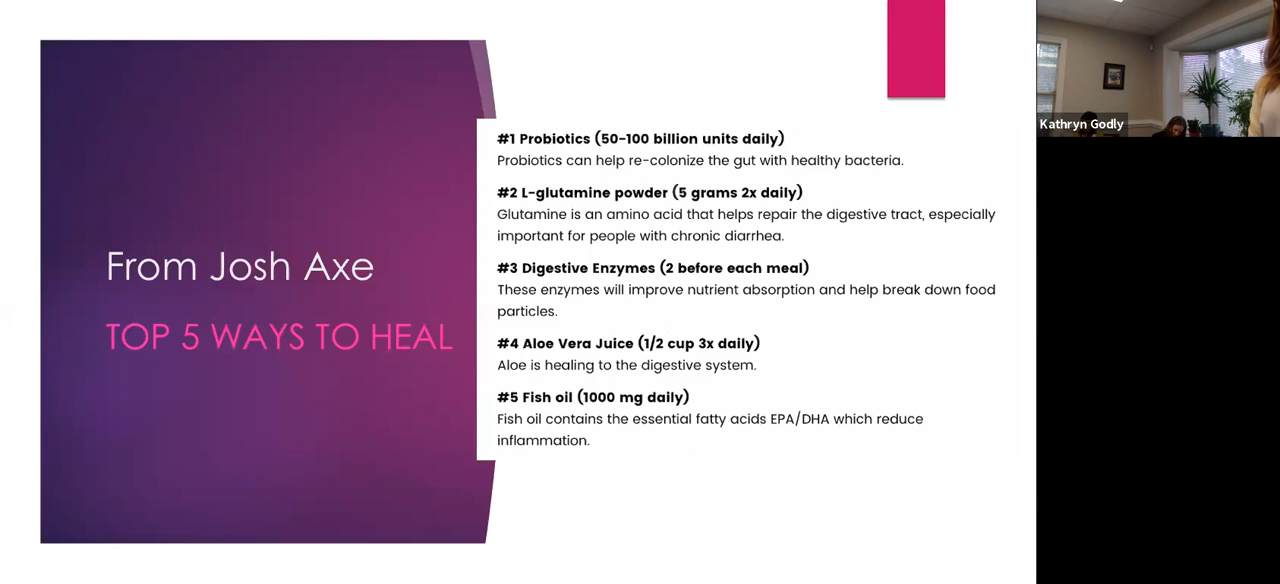 From Josh Axe
TOP 5 WAYS TO HEAL
#1 Probiotics (50-100 billion units daily)
Probiotics can help re-colonize the gut with healthy bacteria.
#2 L-glutamine powder (5 grams 2x daily)
Glutamine is an amino acid that helps repair the digestive tract, especially
important for people with chronic diarrhea.
#3 Digestive Enzymes (2 before each meal)
These enzymes will improve nutrient absorption and help break down food
particles.
#4 Aloe Vera Juice (1/2 cup 3x daily)
Aloe is healing to the digestive system.
#5 Fish oil (1000 mg daily)
Fish oil contains the essential fatty acids EPA/DHA which reduce
inflammation.
Kathryn Godly